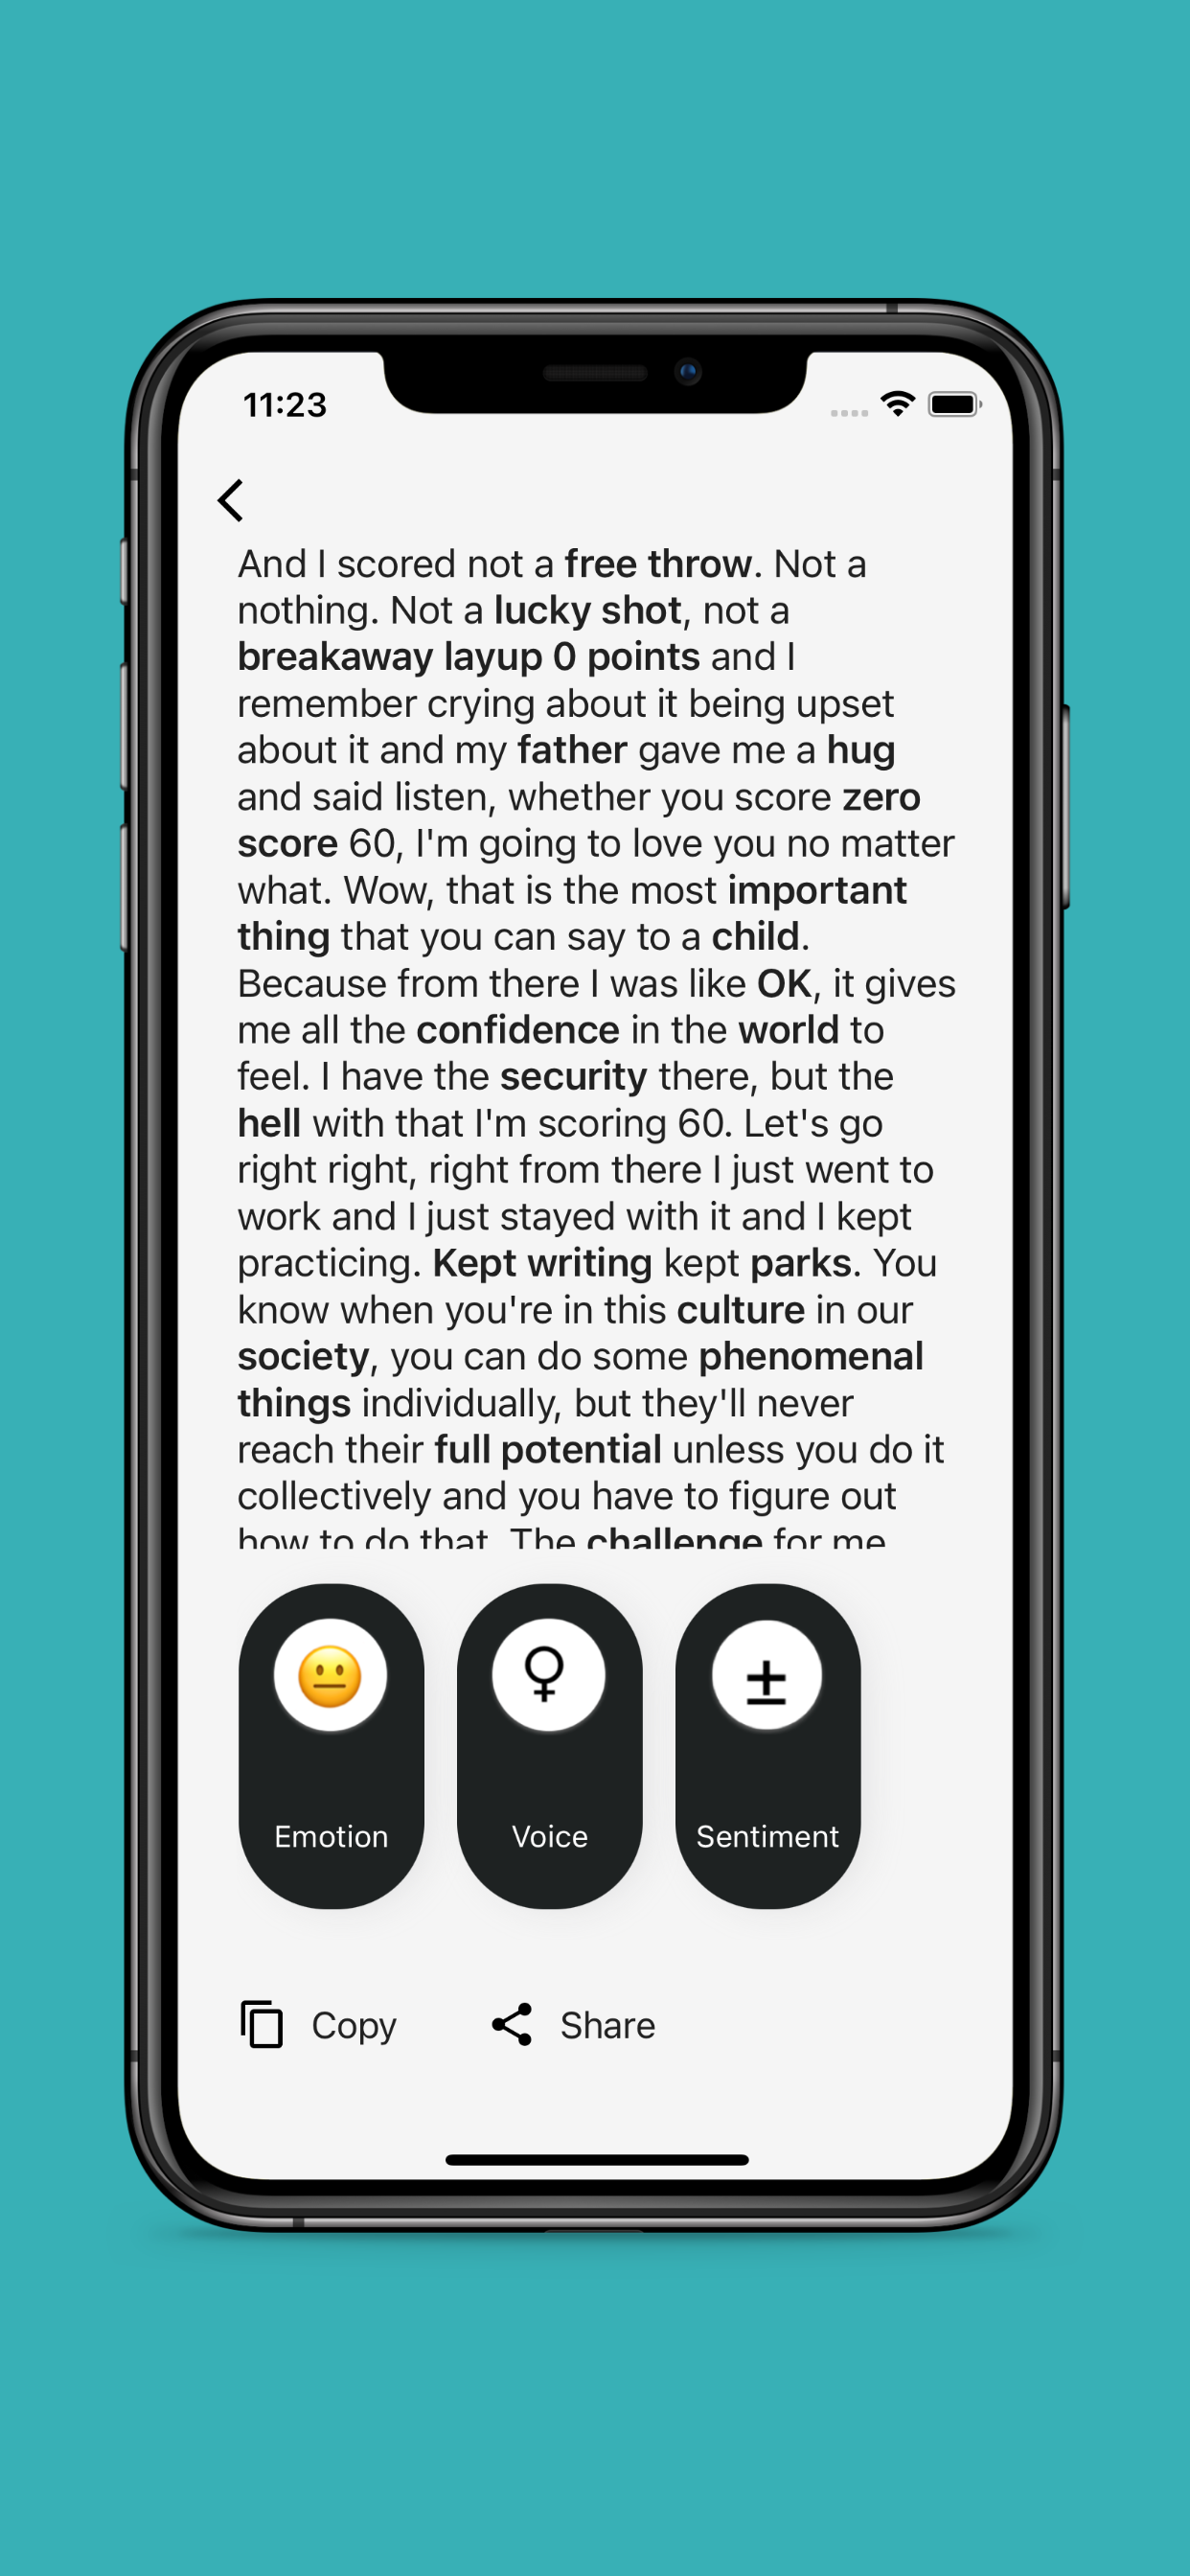 11:23
And I scored not a free throw. Not a
nothing. Not a lucky shot, not a
breakaway layup 0 points and I
remember crying about it being upset
about it and my father gave me a hug
and said listen, whether you score zero
score 60, I'm going to love you no matter
what. Wow, that is the most important
thing that you can say to a child.
Because from there I was like OK, it gives
me all the confidence in the world to
feel. I have the security there, but the
hell with that I'm scoring 60. Let's go
right right, right from there I just went to
work and I just stayed with it and I kept
practicing. Kept writing kept parks. You
know when you're in this culture in our
society, you can do some phenomenal
things individually, but they'll never
reach their full potential unless you do it
collectively and you have to figure out
how to do that. The challenge for me
Emotion Voice Sentiment
Copy Share